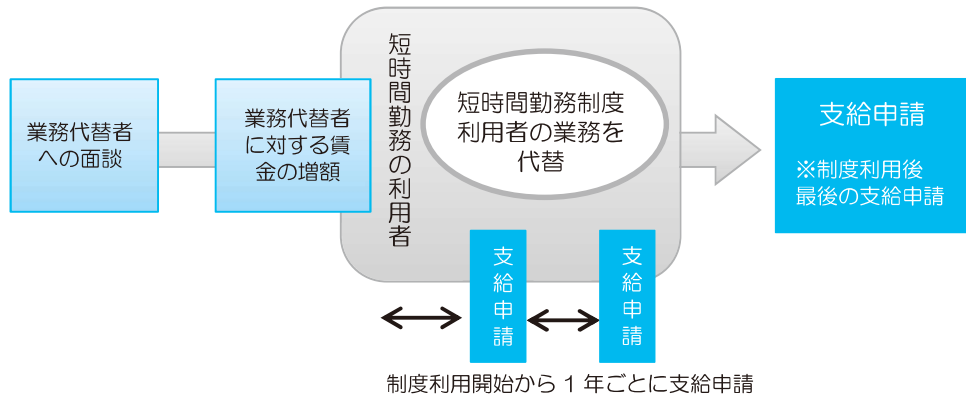 業務代替者
への面談
業務代替者
に対する賃
金の増額
短時間勤務の利用者
短時間勤務制度
利用者の業務を
代替
支給申請
※制度利用後
最後の支給申請
支給申請
支給申請
制度利用開始から 1 年ごとに支給申請